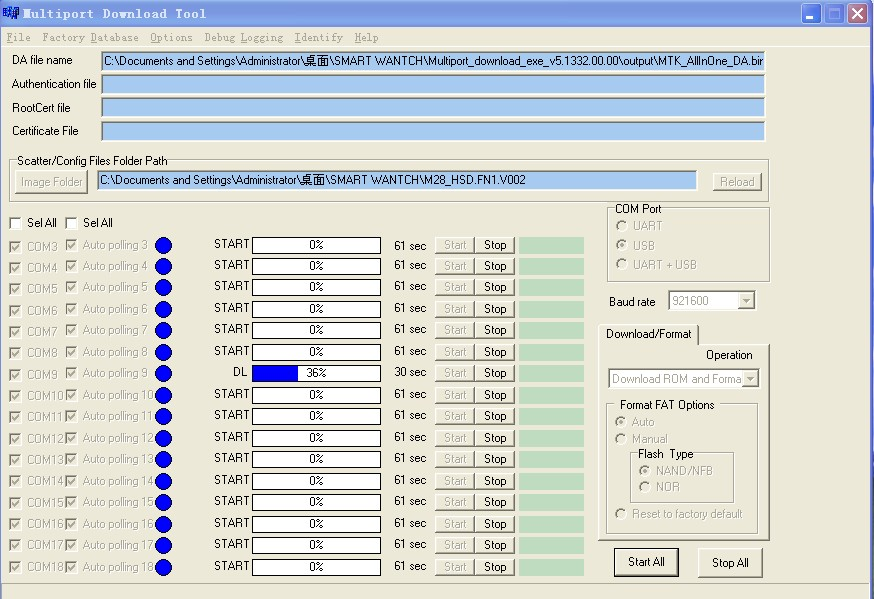 Multiport Download Tool
File Factory Database Options Debug Logging Identify Help
DA file name C:\Documents and Settings\Administrator\桌面\SMART WANTCH\Multiport_download_exe_v5.1332.00.00\output\MTK_AllInOne_DA.bin
Authentication file
RootCert file
Certificate File
Scatter/Config Files Folder Path
Image Folder C:\Documents and Settings\Administrator\桌面\SMART WANTCH\M28_HSD.FN1.V002 Reload
Sel All Sel All
COM3 Auto polling 3 START 0% 61 sec Start Stop
COM4 Auto polling 4 START 0% 61 sec Start Stop
COM5 Auto polling 5 START 0% 61 sec Start Stop
COM6 Auto polling 6 START 0% 61 sec Start Stop
COM7 Auto polling 7 START 0% 61 sec Start Stop
COM8 Auto polling 8 START 0% 61 sec Start Stop
COM9 Auto polling 9 DL 36% 30 sec Start Stop
COM10 Auto polling 10 START 0% 61 sec Start Stop
COM11 Auto polling 11 START 0% 61 sec Start Stop
COM12 Auto polling 12 START 0% 61 sec Start Stop
COM13 Auto polling 13 START 0% 61 sec Start Stop
COM14 Auto polling 14 START 0% 61 sec Start Stop
COM15 Auto polling 15 START 0% 61 sec Start Stop
COM16 Auto polling 16 START 0% 61 sec Start Stop
COM17 Auto polling 17 START 0% 61 sec Start Stop
COM18 Auto polling 18 START 0% 61 sec Start Stop
COM Port
UART
USB
UART + USB
Baud rate 921600
Download/Format
Operation
Download ROM and Forma
Format FAT Options
Auto
Manual
Flash Type
NAND/NFB
NOR
Reset to factory default
Start All Stop All